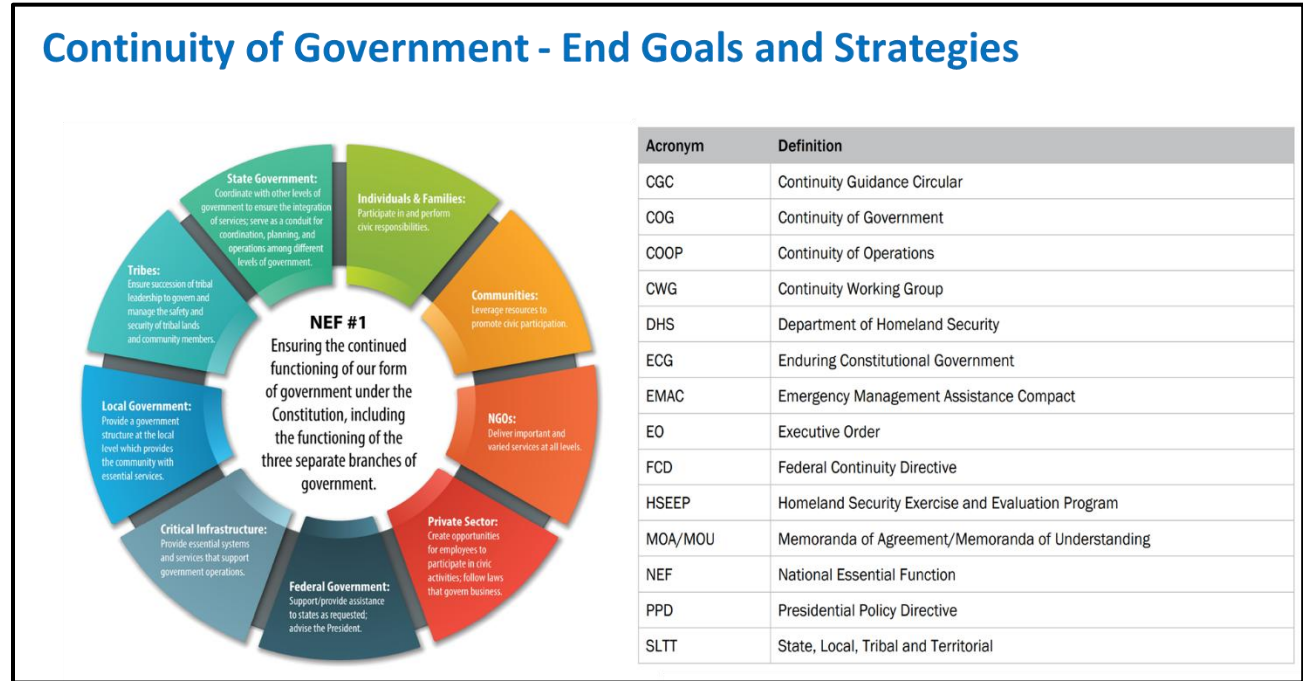 Continuity of Government - End Goals and Strategies
State Government:
Coordinate with other levels of
government to ensure the integration
of services; serve as a conduit for
coordination, planning, and
operations among different
levels of government.
Individuals & Families:
Participate in and perform
civic responsibilities.
Communities:
Leverage resources to
promote civic participation.
NGOs:
Deliver important and
varied services at all levels.
Private Sector:
Create opportunities
for employees to
participate in civic
activities; follow laws
that govern business.
Federal Government:
Support/provide assistance
to states as requested;
advise the President.
Critical Infrastructure:
Provide essential systems
and services that support
government operations.
Local Government:
Provide a government
structure at the local
level which provides
the community with
essential services.
Tribes:
Ensure succession of tribal
leadership to govern and
manage the safety and
security of tribal lands
and community members.
NEF #1
Ensuring the continued
functioning of our form
of government under the
Constitution, including
the functioning of the
three separate branches of
government.
Acronym Definition
CGC Continuity Guidance Circular
COG Continuity of Government
COOP Continuity of Operations
CWG Continuity Working Group
DHS Department of Homeland Security
ECG Enduring Constitutional Government
EMAC Emergency Management Assistance Compact
EO Executive Order
FCD Federal Continuity Directive
HSEEP Homeland Security Exercise and Evaluation Program
MOA/MOU Memoranda of Agreement/Memoranda of Understanding
NEF National Essential Function
PPD Presidential Policy Directive
SLTT State, Local, Tribal and Territorial